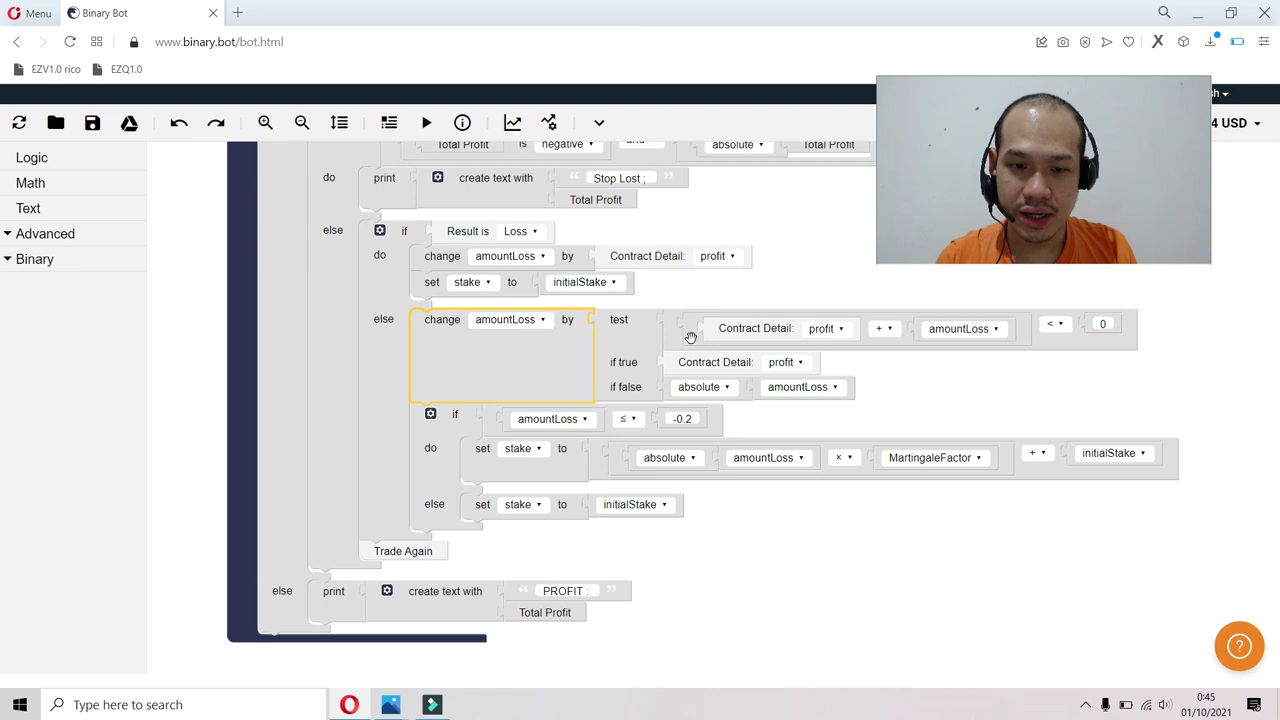 Menu
Binary Bot
www.binary.bot/bot.html
EZV1.0 rico
EZQ1.0
sh
4 USD
Logic
Math
Text
Advanced
Binary
Total Profit is negative and absolute Total Profit
do print create text with “ Stop Lost ; ”
Total Profit
else if Result is Loss
do change amountLoss by Contract Detail: profit
set stake to initialStake
else change amountLoss by test Contract Detail: profit + amountLoss < 0
if true Contract Detail: profit
if false absolute amountLoss
if amountLoss ≤ -0.2
do set stake to absolute amountLoss × MartingaleFactor + initialStake
else set stake to initialStake
Trade Again
else print create text with “ PROFIT : ”
Total Profit
?
Type here to search
0:45
01/10/2021